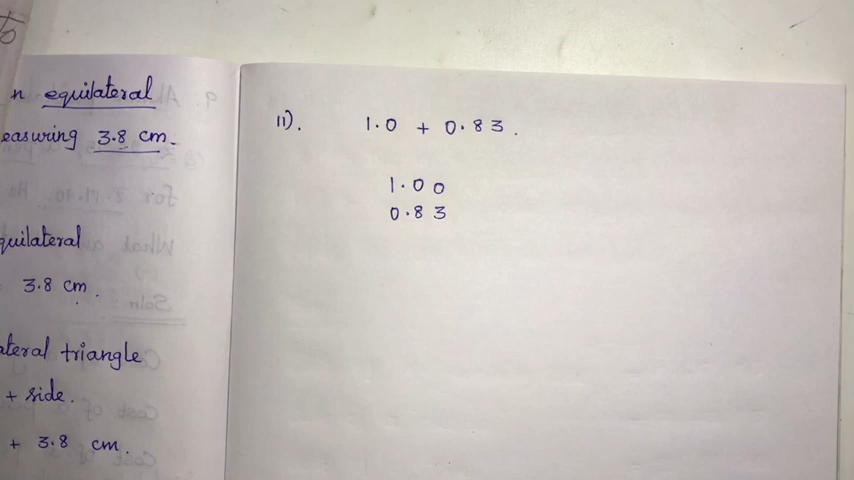 n equilateral
easuring 3.8 cm.
quilateral
3.8 cm.
ateral triangle
+ side.
+ 3.8 cm.
11). 1.0 + 0.83.
1.00
0.83